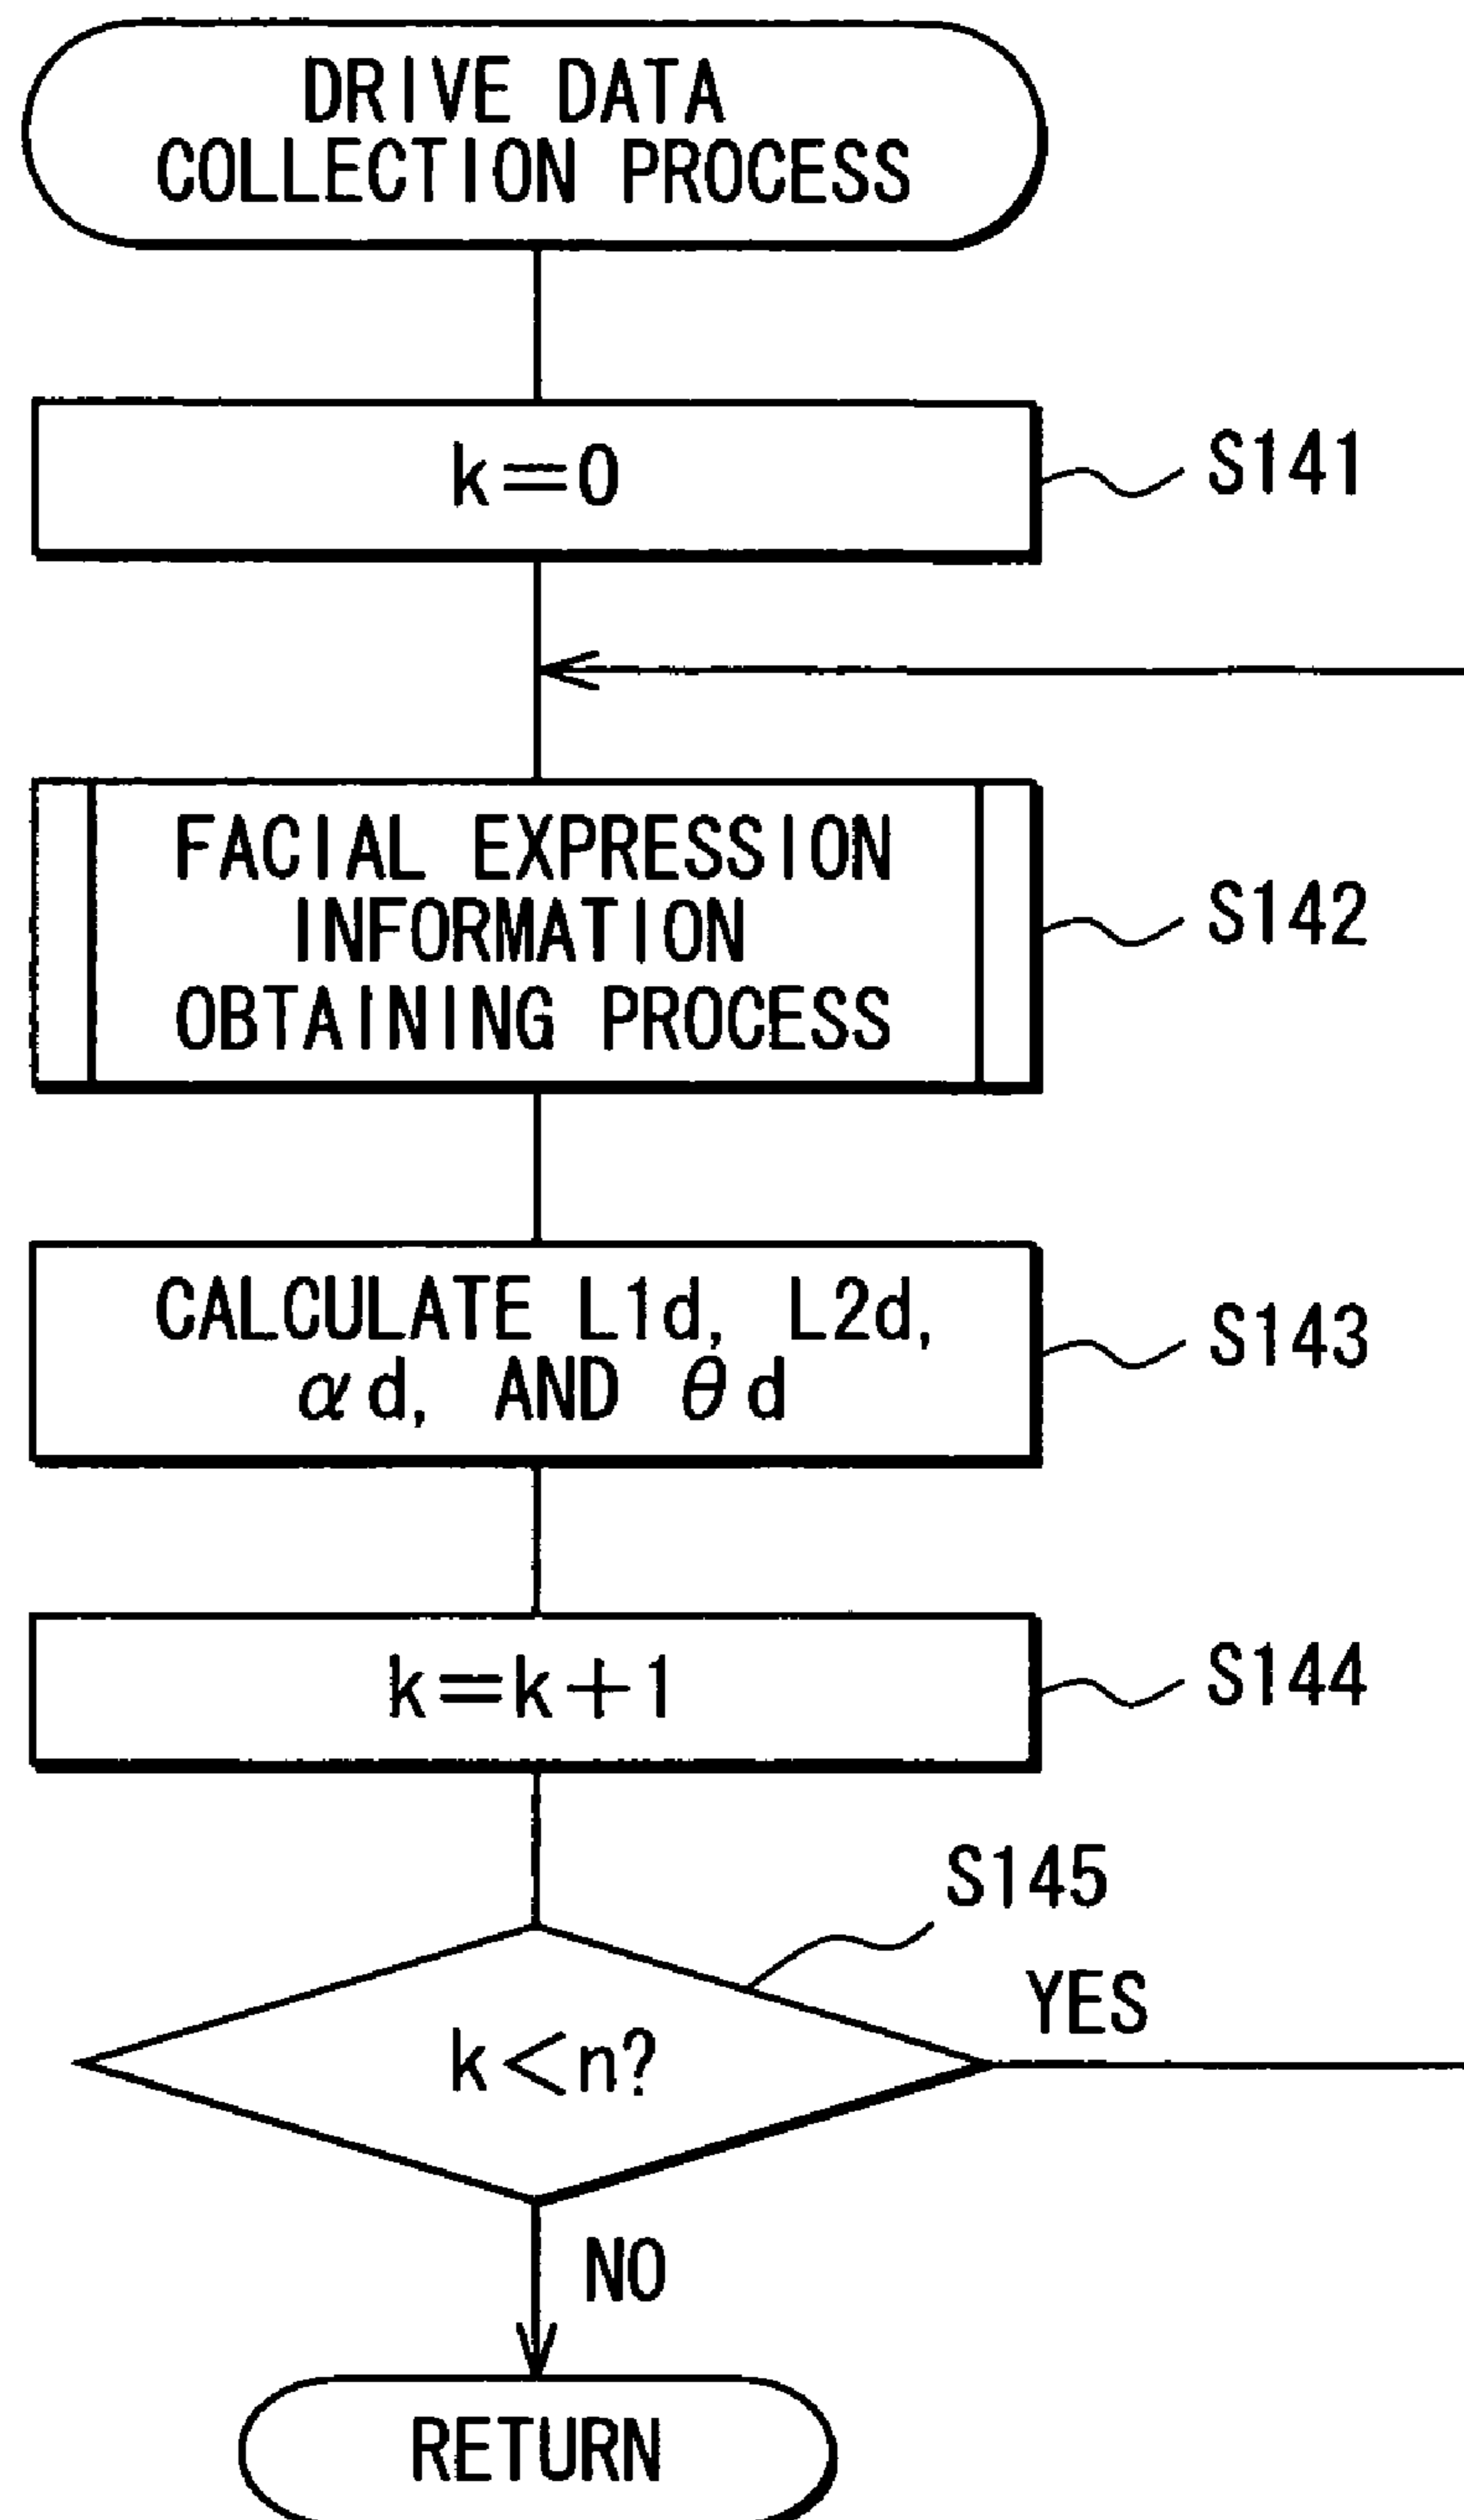 DRIVE DATA
COLLECTION PROCESS
k=0
S141
FACIAL EXPRESSION
INFORMATION
OBTAINING PROCESS
S142
CALCULATE L1d, L2d,
αd, AND θd
S143
k=k+1
S144
S145
k<n?
YES
NO
RETURN